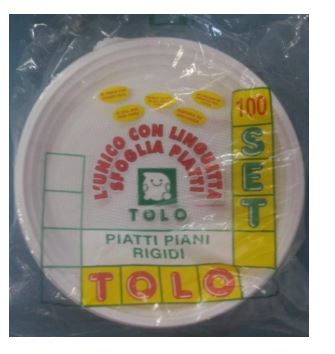 100
SET
L'UNICO CON LINGUETTA
SFOGLIA PIATTI
TOLO
PIATTI PIANI
RIGIDI
TOLO